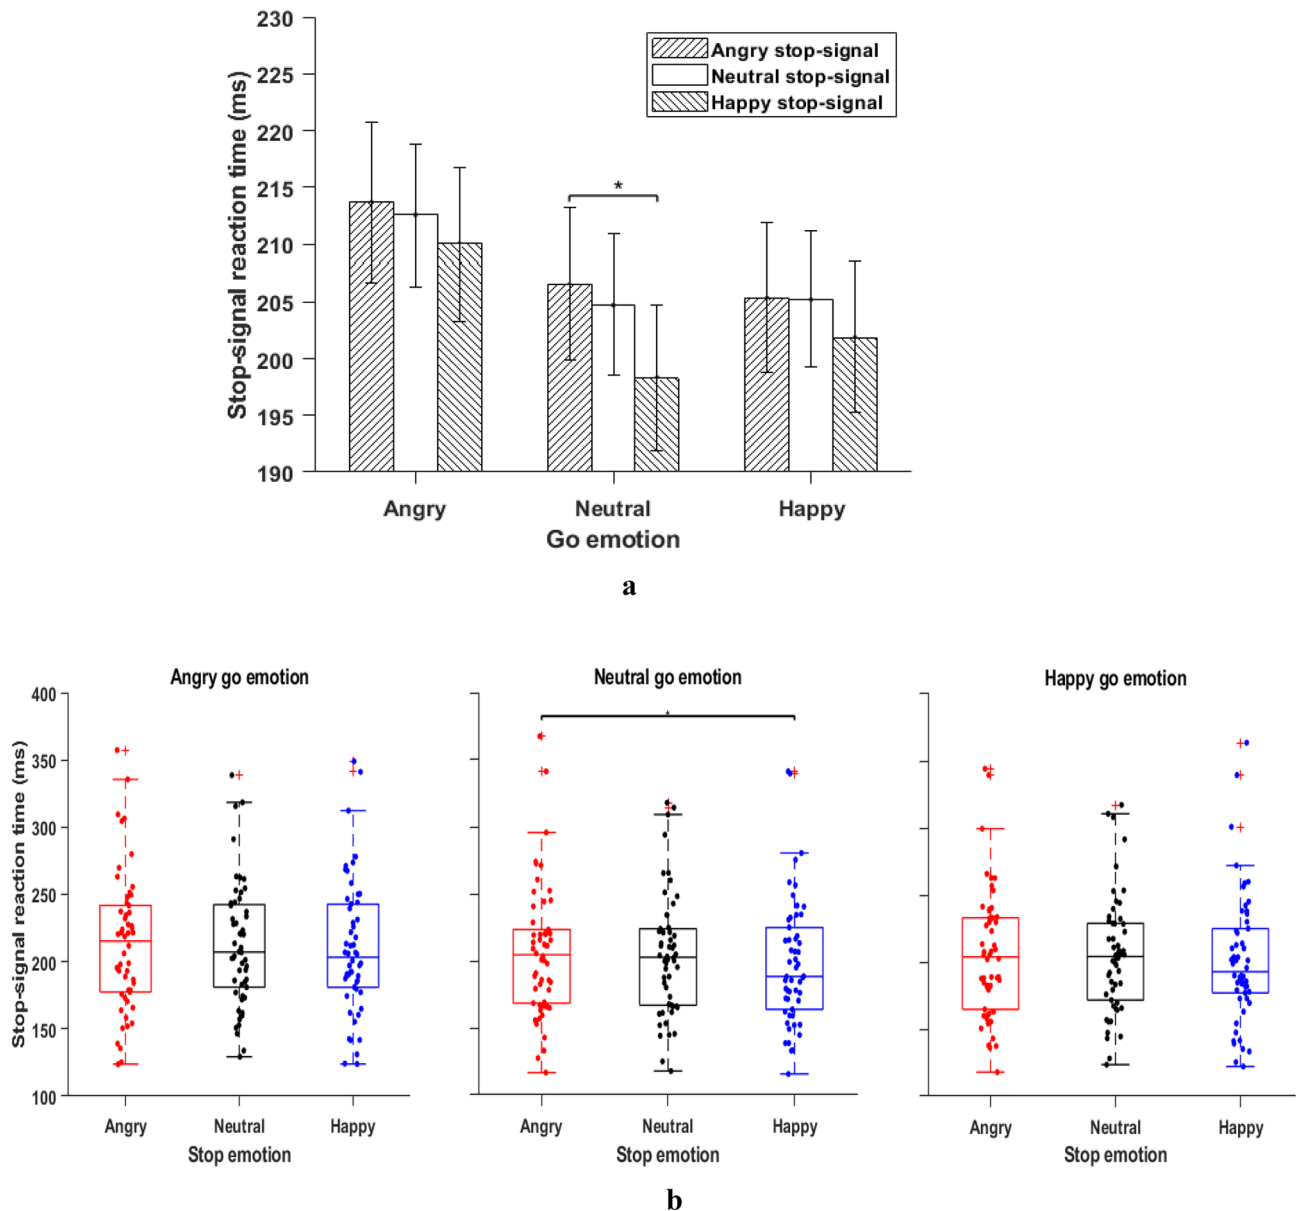 230
225
220
215
210
205
200
195
190
Stop-signal reaction time (ms)
Angry stop-signal
Neutral stop-signal
Happy stop-signal
*
Angry Neutral Happy
Go emotion
a
Angry go emotion
Neutral go emotion
Happy go emotion
400
350
300
250
200
150
100
Stop-signal reaction time (ms)
*
Angry Neutral Happy
Stop emotion
Angry Neutral Happy
Stop emotion
Angry Neutral Happy
Stop emotion
b